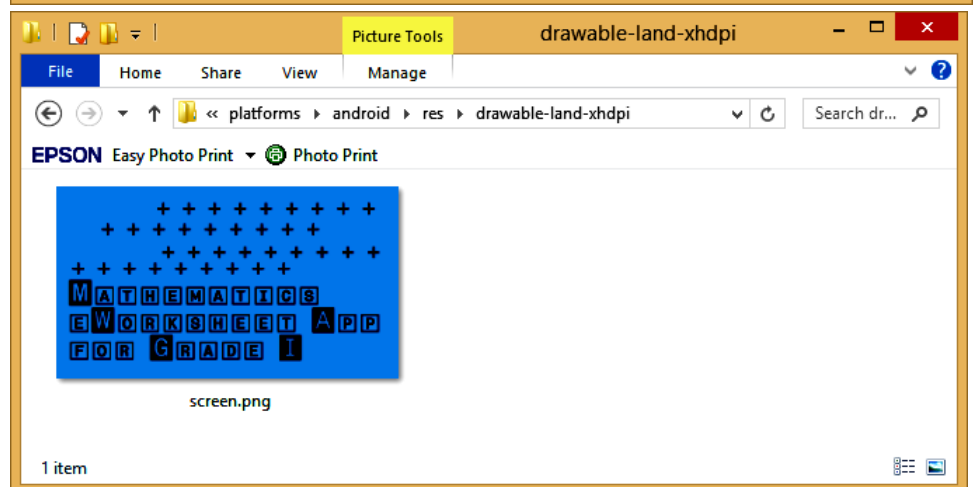 Picture Tools drawable-land-xhdpi
File Home Share View Manage
« platforms android res drawable-land-xhdpi Search dr...
EPSON Easy Photo Print Photo Print
+ + + + + + + + +
+ + + + + + + + +
+ + + + + + + + +
+ + + + + + + + +
MATHEMATICS
EWORKSHEET APP
FOR GRADE I
screen.png
1 item